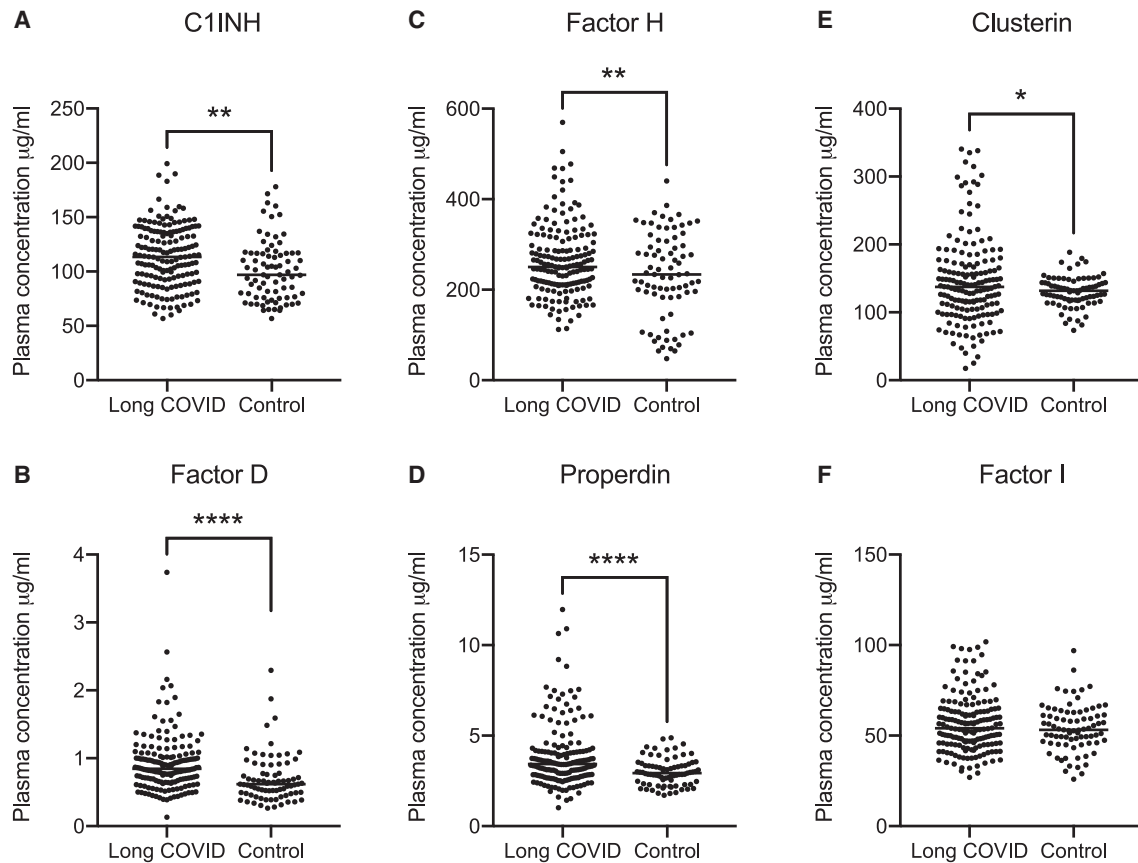 A C1INH
Plasma concentration μg/ml
250
200
150
100
50
0
**
Long COVID Control
C Factor H
Plasma concentration μg/ml
600
400
200
0
**
Long COVID Control
E Clusterin
Plasma concentration μg/ml
400
300
200
100
0
*
Long COVID Control
B Factor D
Plasma concentration μg/ml
4
3
2
1
0
****
Long COVID Control
D Properdin
Plasma concentration μg/ml
15
10
5
0
****
Long COVID Control
F Factor I
Plasma concentration μg/ml
150
100
50
0
Long COVID Control